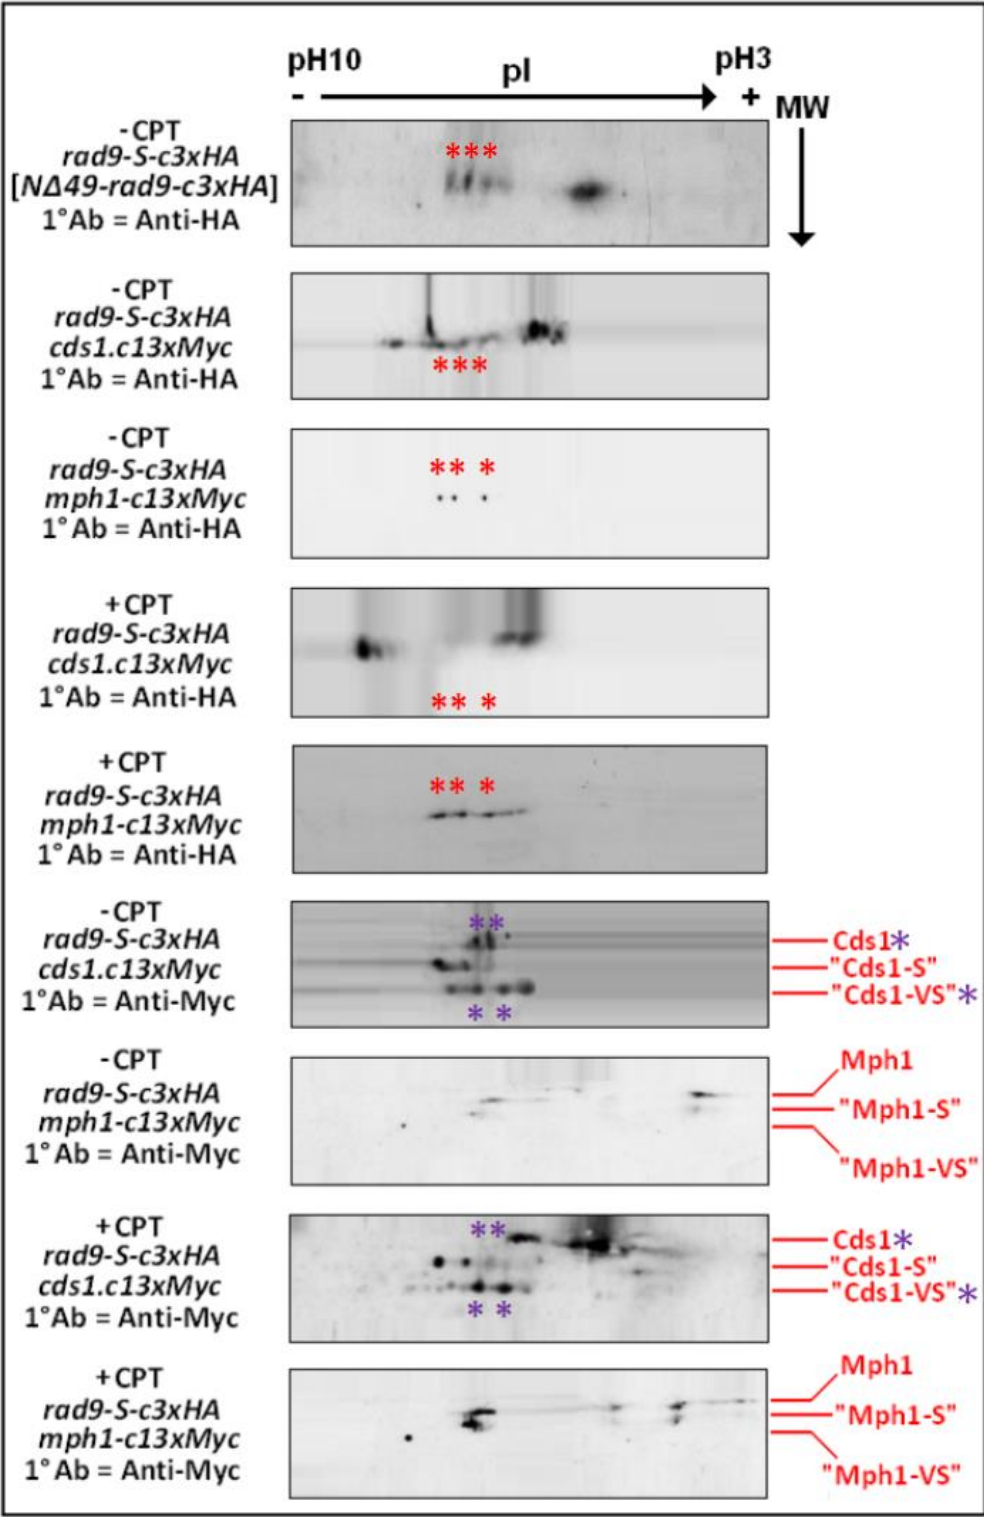 pH10 pI pH3
- + MW
-CPT
rad9-S-c3xHA
[NΔ49-rad9-c3xHA]
1°Ab = Anti-HA
***
-CPT
rad9-S-c3xHA
cds1.c13xMyc
1°Ab = Anti-HA
***
-CPT
rad9-S-c3xHA
mph1-c13xMyc
1°Ab = Anti-HA
** *
+CPT
rad9-S-c3xHA
cds1.c13xMyc
1°Ab = Anti-HA
** *
+CPT
rad9-S-c3xHA
mph1-c13xMyc
1°Ab = Anti-HA
** *
-CPT
rad9-S-c3xHA
cds1.c13xMyc
1°Ab = Anti-Myc
**
* *
Cds1*
"Cds1-S"
"Cds1-VS"*
-CPT
rad9-S-c3xHA
mph1-c13xMyc
1°Ab = Anti-Myc
Mph1
"Mph1-S"
"Mph1-VS"
+CPT
rad9-S-c3xHA
cds1.c13xMyc
1°Ab = Anti-Myc
**
* *
Cds1*
"Cds1-S"
"Cds1-VS"*
+CPT
rad9-S-c3xHA
mph1-c13xMyc
1°Ab = Anti-Myc
Mph1
"Mph1-S"
"Mph1-VS"